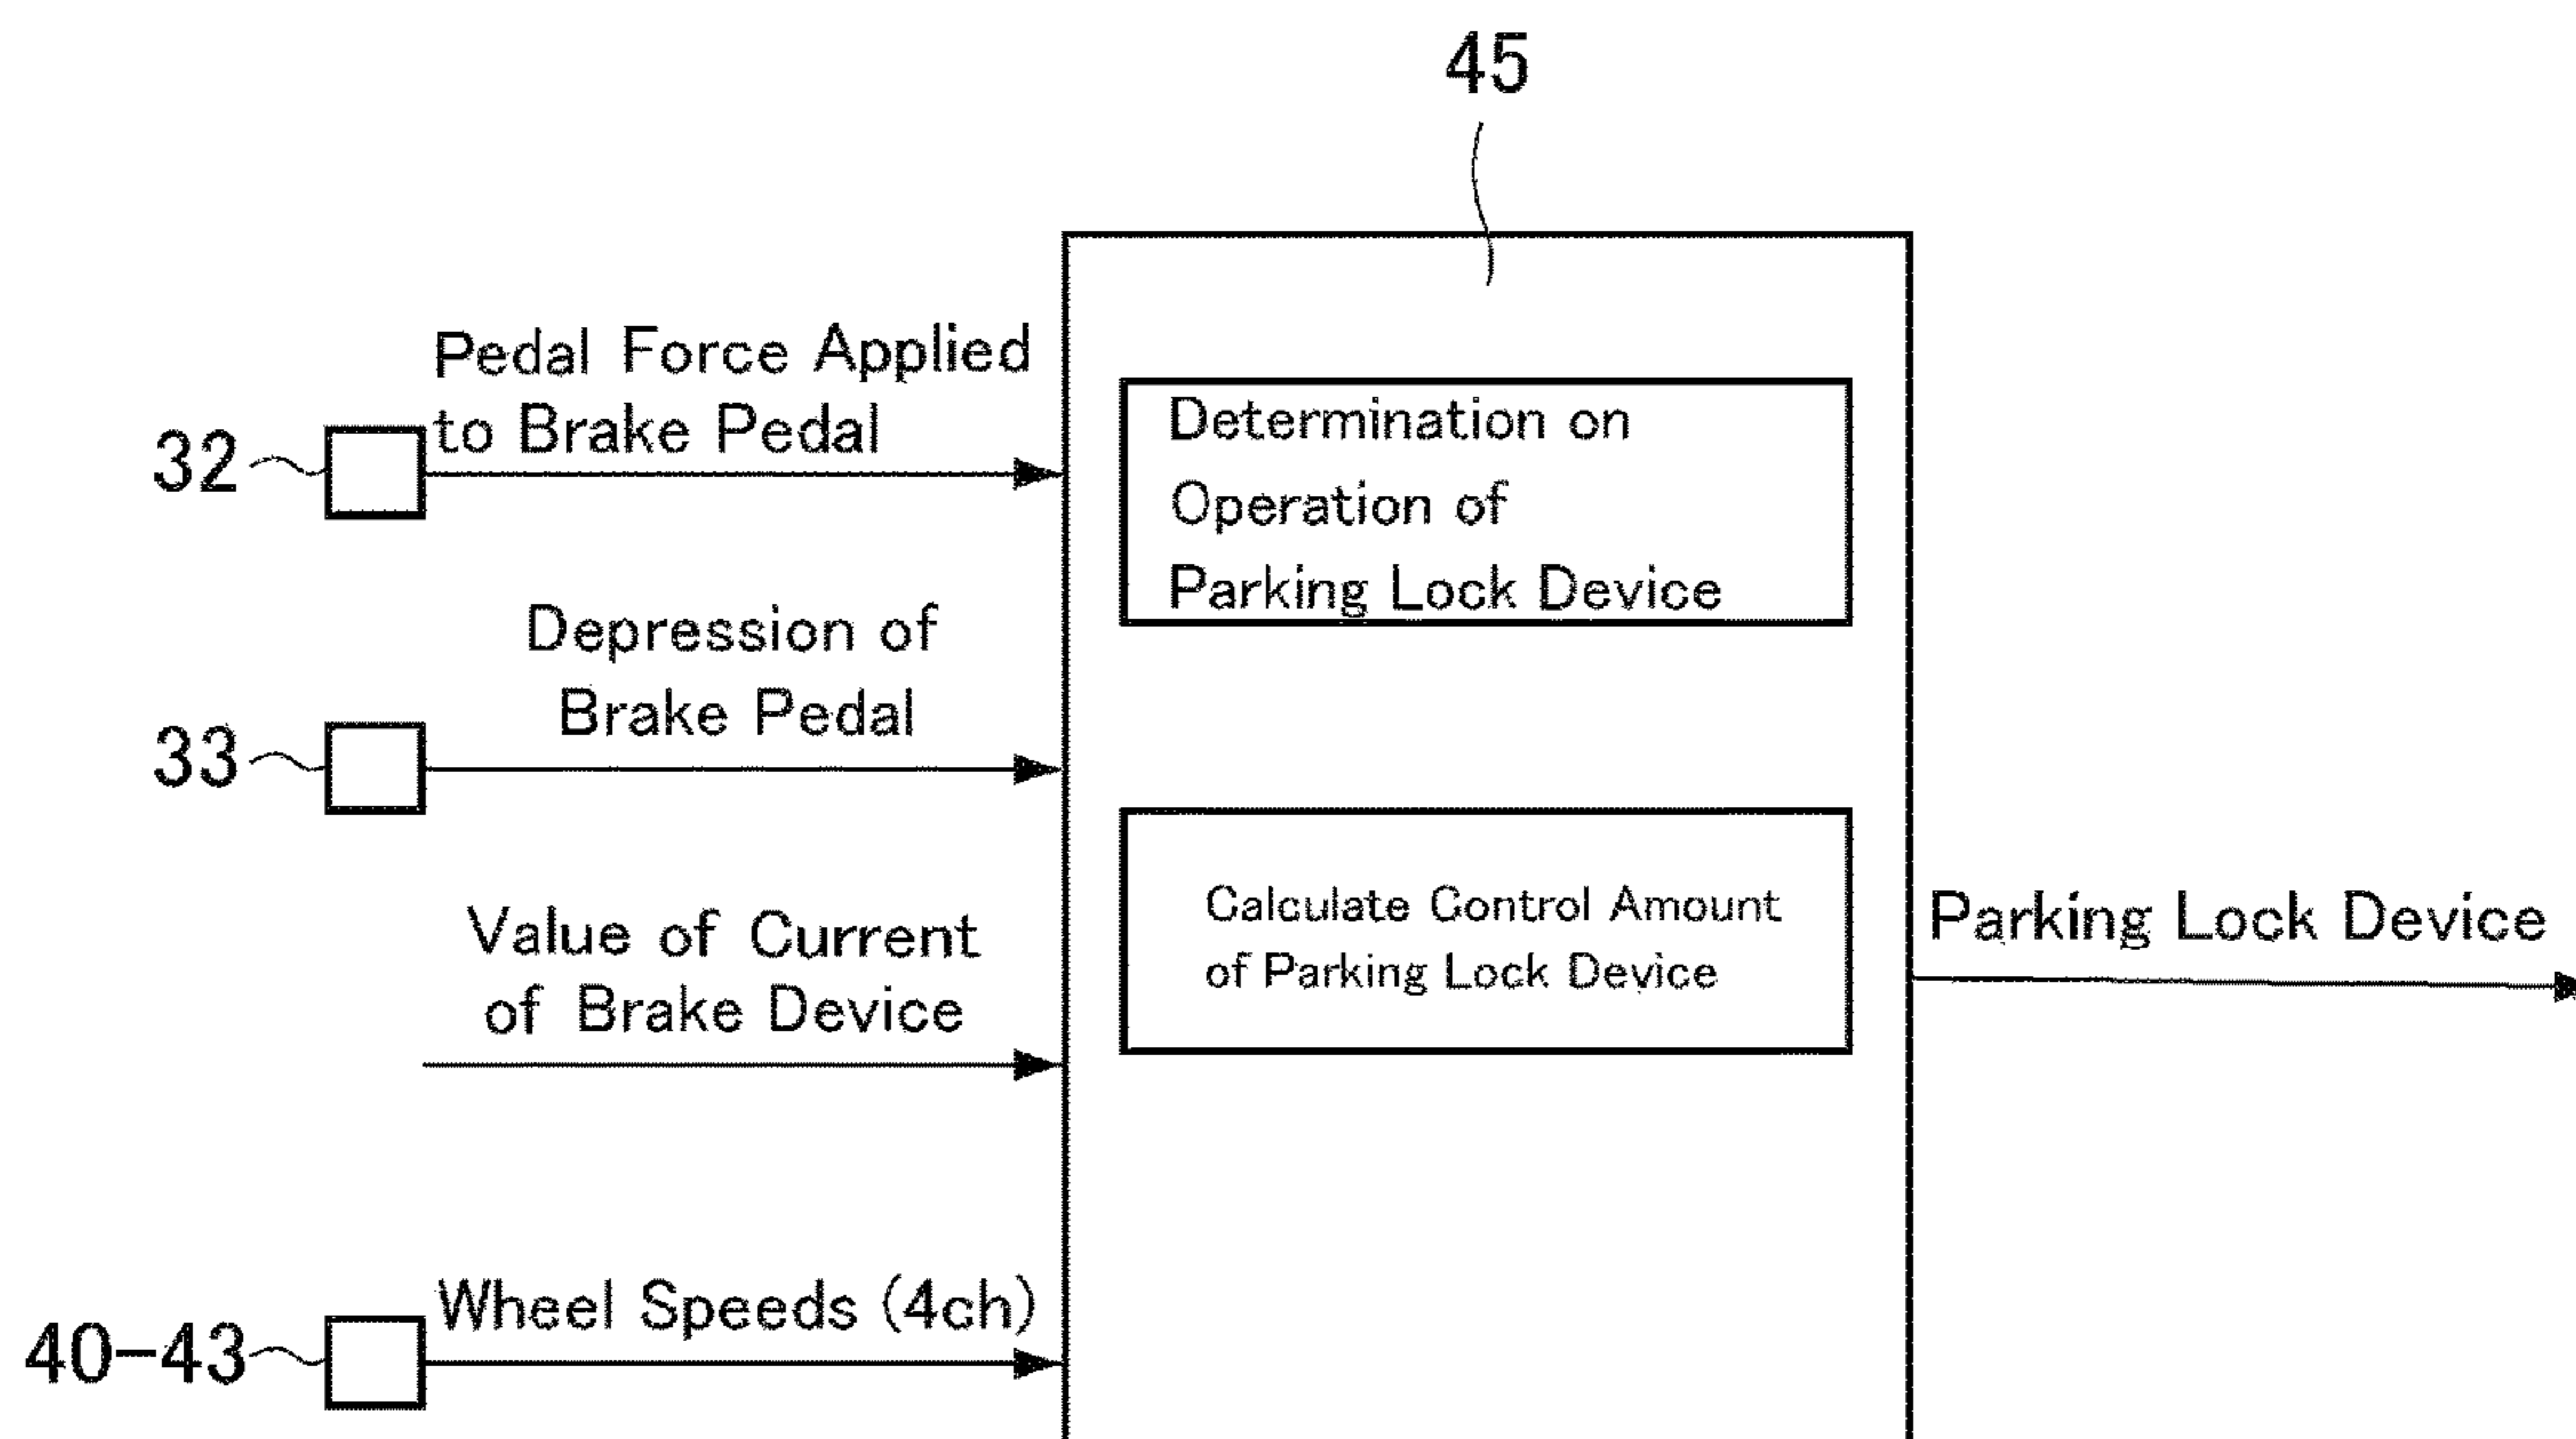 45
Pedal Force Applied
to Brake Pedal
32
Determination on
Operation of
Parking Lock Device
Depression of
Brake Pedal
33
Value of Current
of Brake Device
Calculate Control Amount
of Parking Lock Device
Parking Lock Device
Wheel Speeds (4ch)
40-43